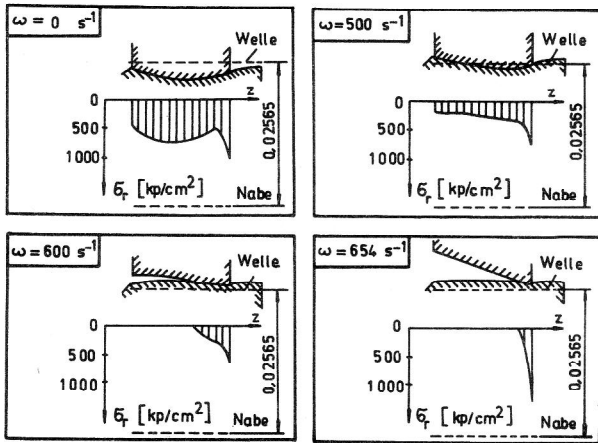 ω = 0 s⁻¹
Welle
z
0
500
1000
0,02565
σr [kp/cm²]
Nabe
ω = 500 s⁻¹
Welle
z
0
500
1000
0,02565
σr [kp/cm²]
Nabe
ω = 600 s⁻¹
Welle
z
0
500
1000
0,02565
σr [kp/cm²]
Nabe
ω = 654 s⁻¹
Welle
z
0
500
1000
0,02565
σr [kp/cm²]
Nabe